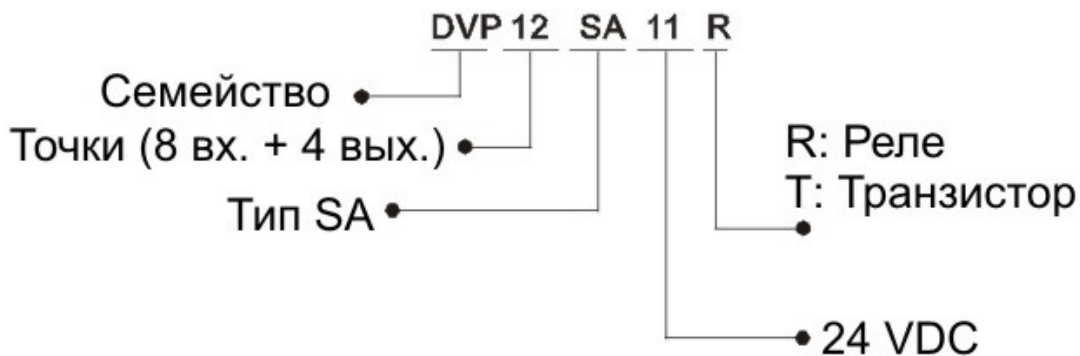 DVP 12 SA 11 R
Семейство
Точки (8 вх. + 4 вых.)
Тип SA
R: Реле
T: Транзистор
24 VDC